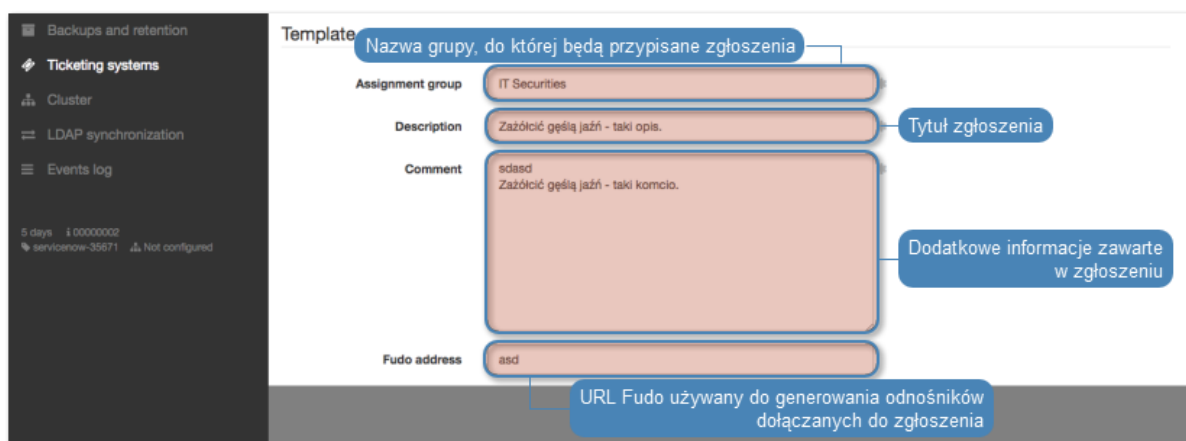 Backups and retention
Ticketing systems
Cluster
LDAP synchronization
Events log
5 days i 00000002
servicenow-35671 Not configured
Template
Nazwa grupy, do której będą przypisane zgłoszenia
Assignment group IT Securities
Description Zażółcić gęślą jaźń - taki opis.
Tytuł zgłoszenia
Comment sdasd
Zażółcić gęślą jaźń - taki komcio.
Dodatkowe informacje zawarte
w zgłoszeniu
Fudo address asd
URL Fudo używany do generowania odnośników
dołączanych do zgłoszenia